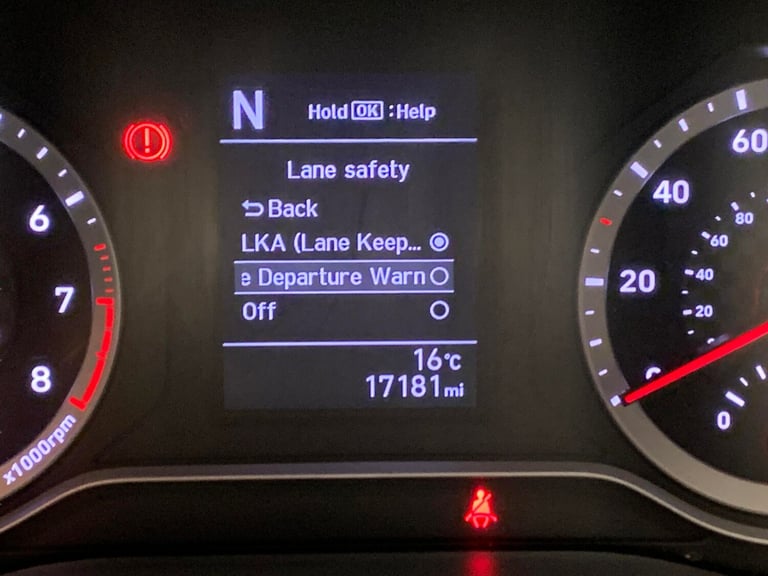 N
Hold OK :Help
Lane safety
Back
LKA (Lane Keep...
e Departure Warn
Off
16°C
17181mi
6
7
8
x1000rpm
60
40
20
0
80
60
40
20
0